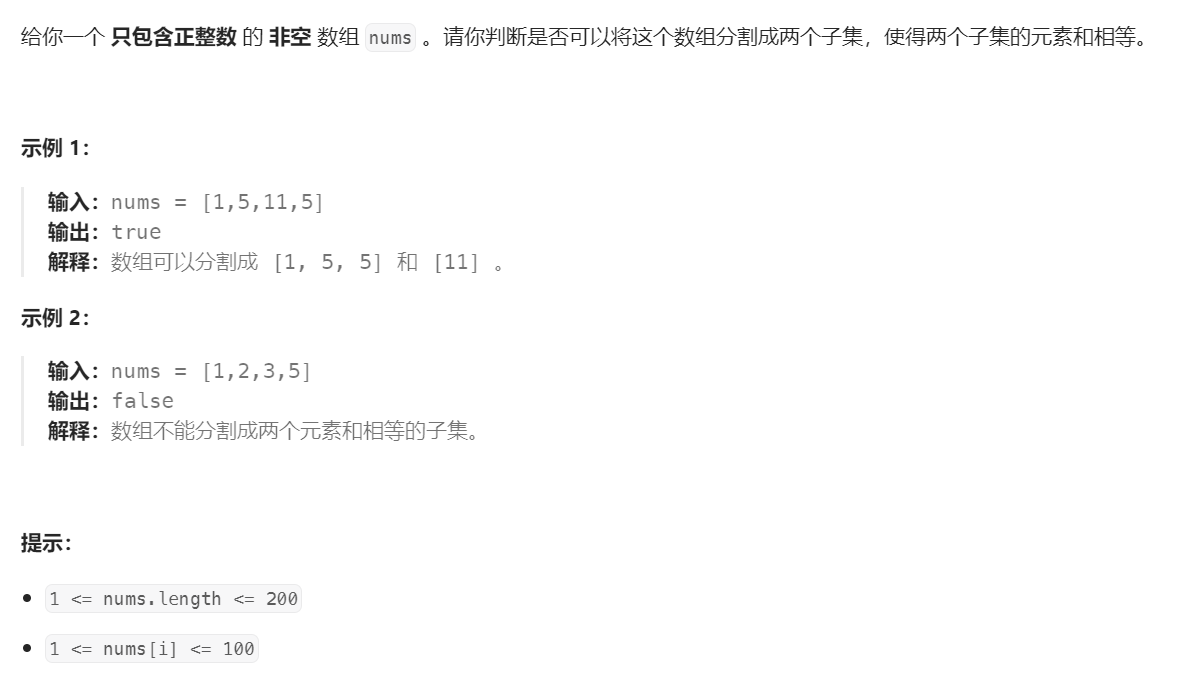 给你一个 只包含正整数 的 非空 数组 nums 。请你判断是否可以将这个数组分割成两个子集，使得两个子集的元素和相等。
示例 1：
输入：nums = [1,5,11,5]
输出：true
解释：数组可以分割成 [1, 5, 5] 和 [11] 。
示例 2：
输入：nums = [1,2,3,5]
输出：false
解释：数组不能分割成两个元素和相等的子集。
提示：
1 <= nums.length <= 200
1 <= nums[i] <= 100